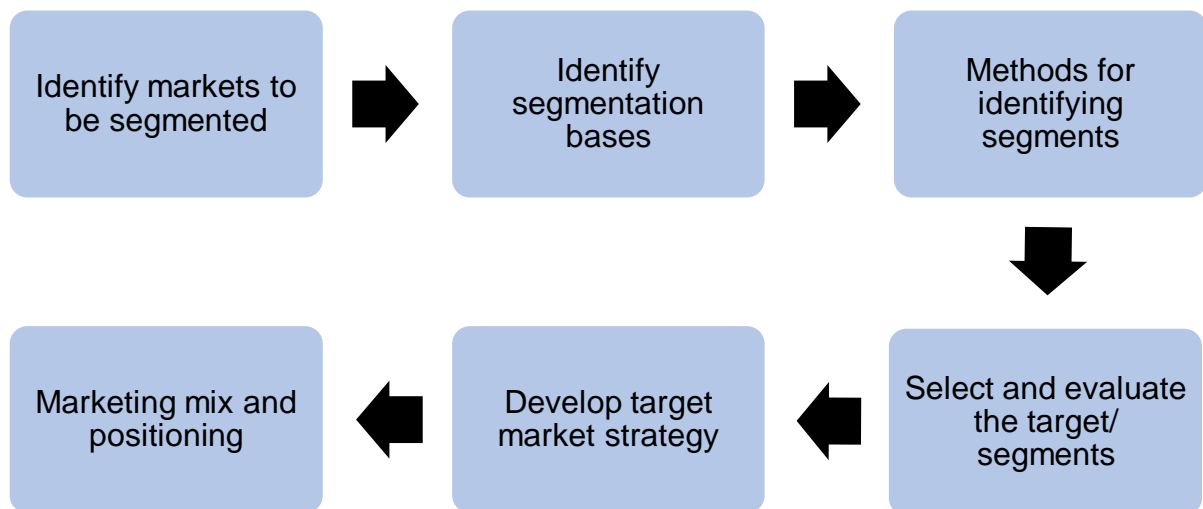 Identify markets to
be segmented
Identify
segmentation
bases
Methods for
identifying
segments
Select and evaluate
the target/
segments
Develop target
market strategy
Marketing mix and
positioning